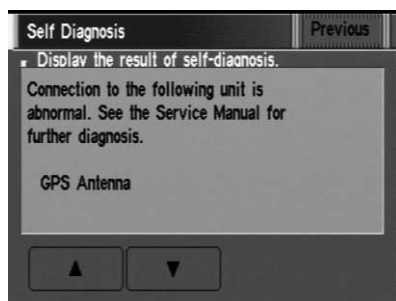 Self Diagnosis
Previous
Display the result of self-diagnosis.
Connection to the following unit is
abnormal. See the Service Manual for
further diagnosis.
GPS Antenna